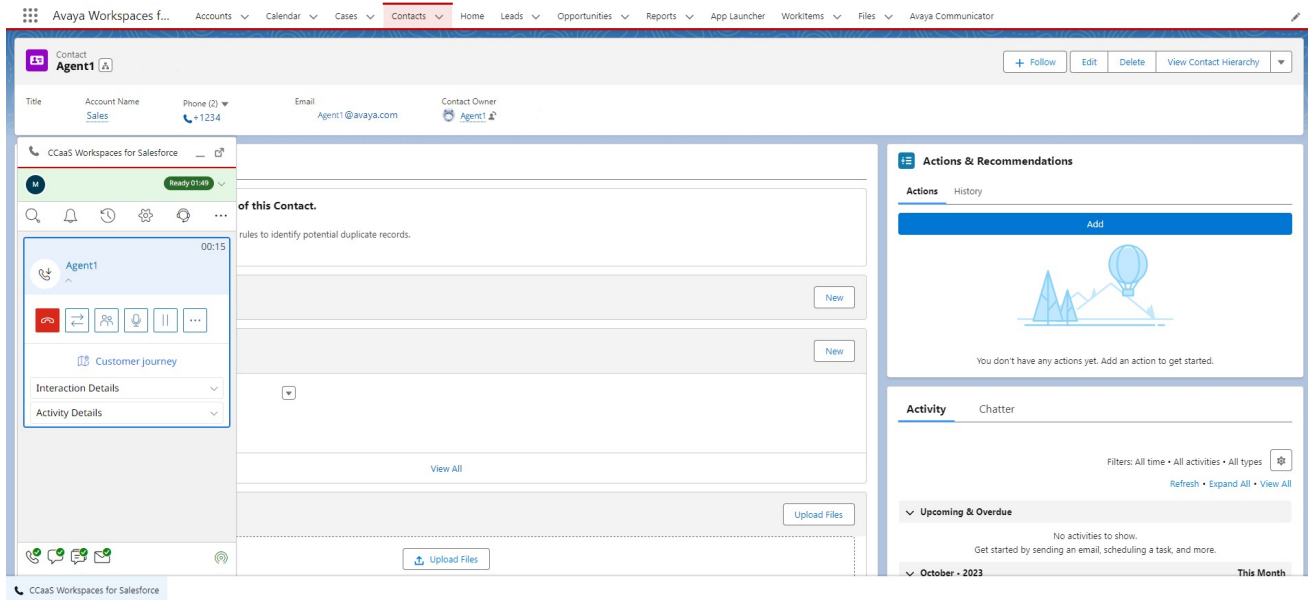 Avaya Workspaces f... Accounts Calendar Cases Contacts Home Leads Opportunities Reports App Launcher WorkItems Files Avaya Communicator
Contact
Agent1
+ Follow Edit Delete View Contact Hierarchy
Title Account Name Phone (2) Email Contact Owner
Sales +1234 Agent1@avaya.com Agent1
CCaaS Workspaces for Salesforce
M Ready 01:49
00:15
Agent1
Customer journey
Interaction Details
Activity Details
of this Contact.
rules to identify potential duplicate records.
New
New
View All
Upload Files
Upload Files
Actions & Recommendations
Actions History
Add
You don't have any actions yet. Add an action to get started.
Activity Chatter
Filters: All time • All activities • All types
Refresh • Expand All • View All
Upcoming & Overdue
No activities to show.
Get started by sending an email, scheduling a task, and more.
October • 2023 This Month
CCaaS Workspaces for Salesforce